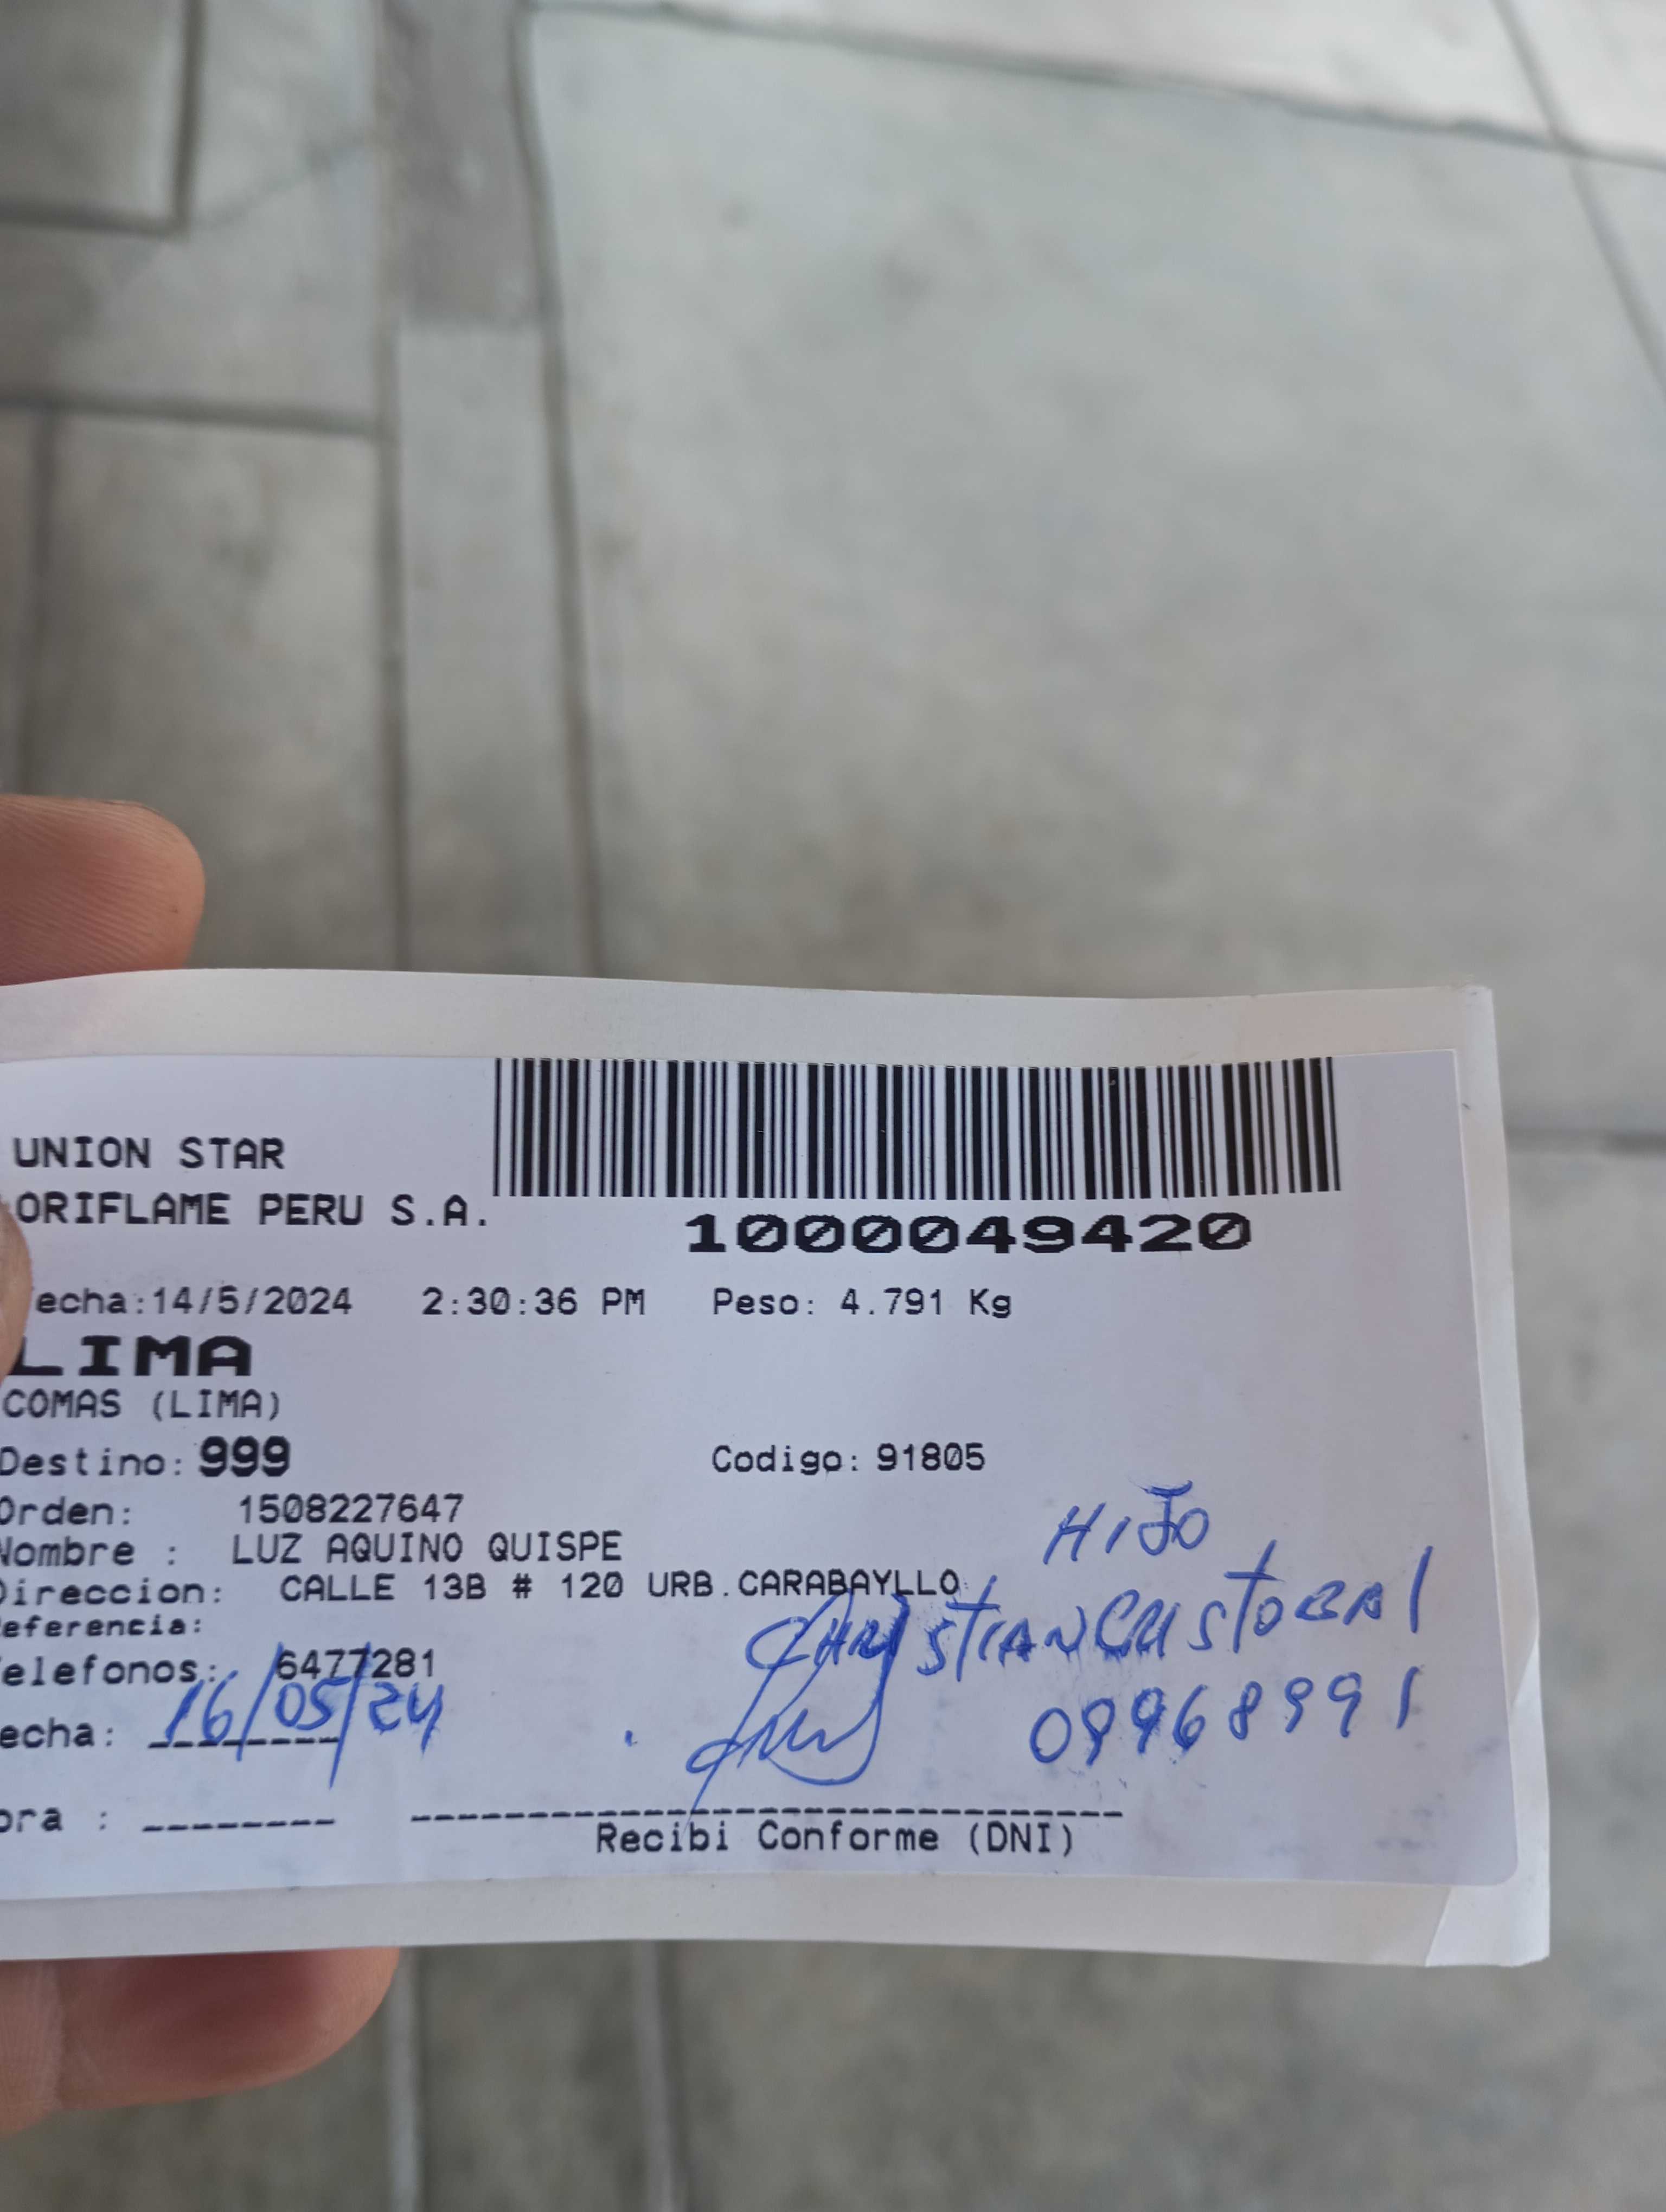 UNION STAR
ORIFLAME PERU S.A.
1000049420
echa:14/5/2024 2:30:36 PM Peso: 4.791 Kg
LIMA
COMAS (LIMA)
Destino: 999 Codigo: 91805
Orden: 1508227647
Nombre : LUZ AQUINO QUISPE
HIJO
Direccion: CALLE 13B # 120 URB.CARABAYLLO
eferencia:
CHRISTIAN CRISTOBAL
elefonos: 6477281
echa: 16/05/24
09968991
ora :
Recibi Conforme (DNI)